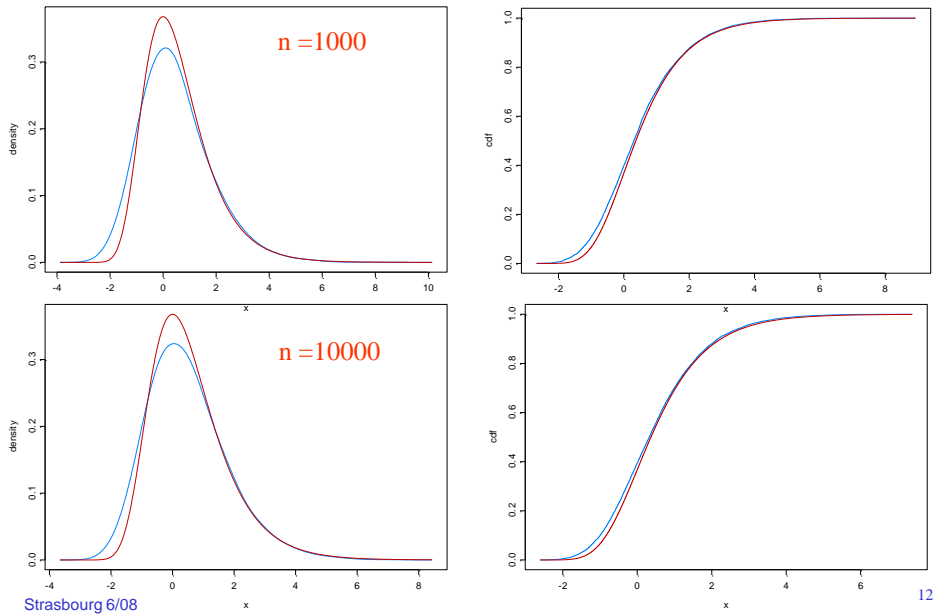 n =1000
density
0.0 0.1 0.2 0.3
-4 -2 0 2 4 6 8 10
x
cdf
0.0 0.2 0.4 0.6 0.8 1.0
-2 0 2 4 6 8
x
n =10000
density
0.0 0.1 0.2 0.3
-4 -2 0 2 4 6 8
x
cdf
0.0 0.2 0.4 0.6 0.8 1.0
-2 0 2 4 6
x
Strasbourg 6/08
12